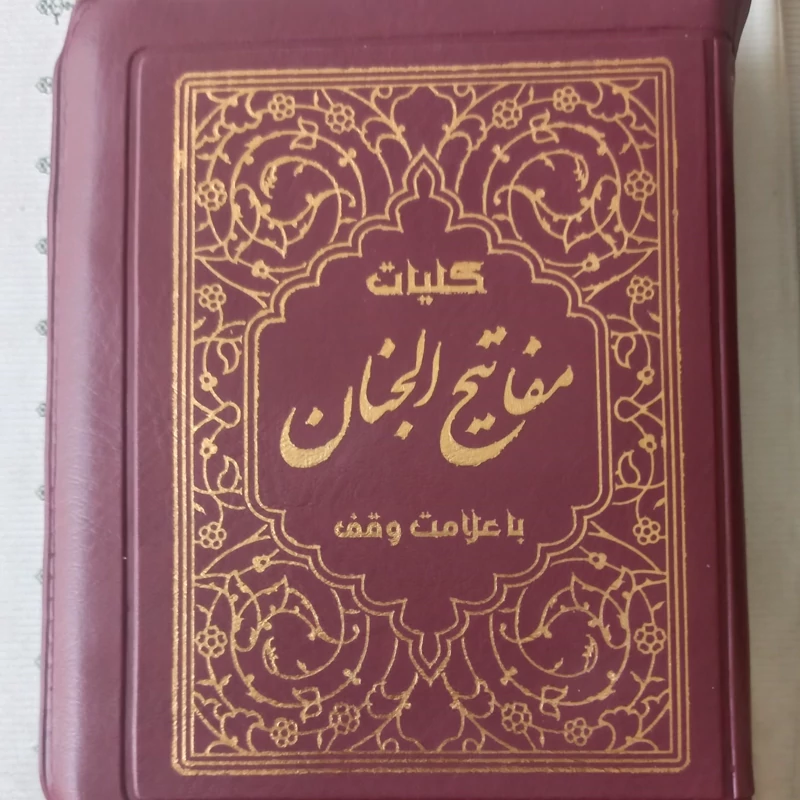 کلیات
مفاتیح الجنان
با علامت وقف